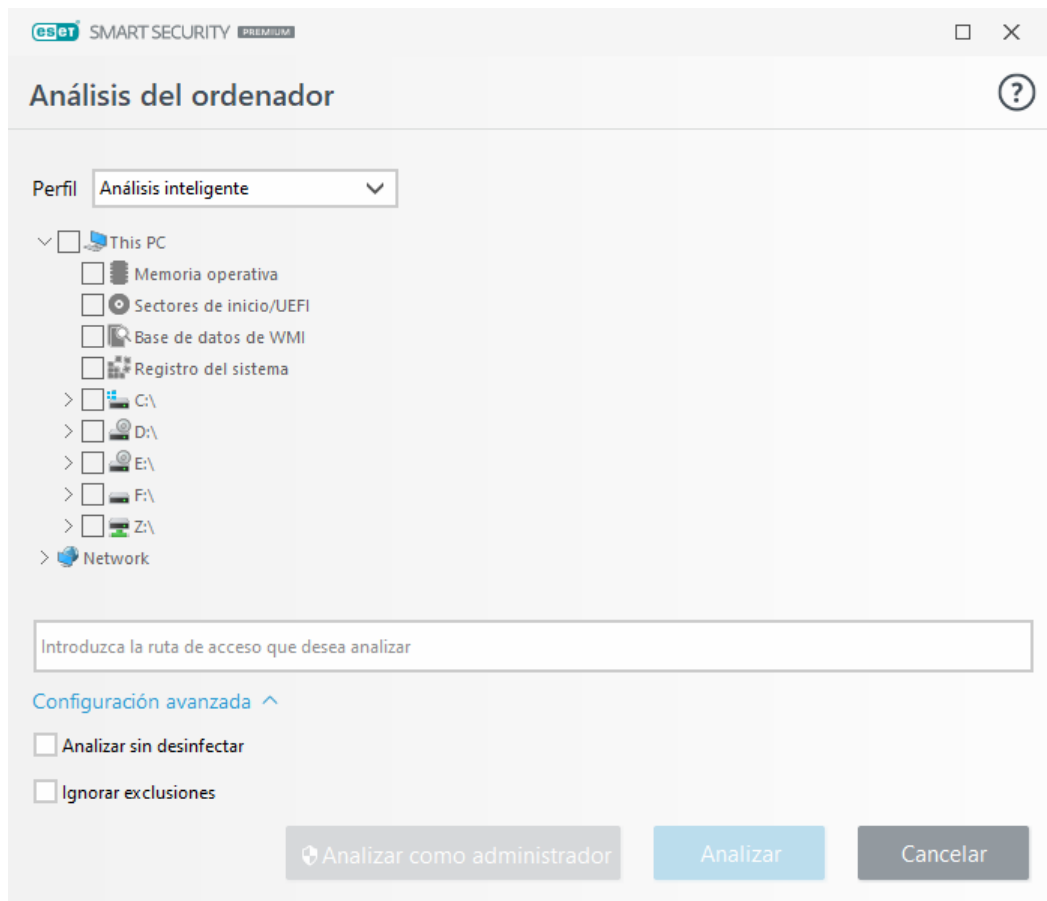 eset SMART SECURITY PREMIUM
Análisis del ordenador
?
Perfil Análisis inteligente
This PC
Memoria operativa
Sectores de inicio/UEFI
Base de datos de WMI
Registro del sistema
C:\
D:\
E:\
F:\
Z:\
Network
Introduzca la ruta de acceso que desea analizar
Configuración avanzada
Analizar sin desinfectar
Ignorar exclusiones
Analizar como administrador Analizar Cancelar